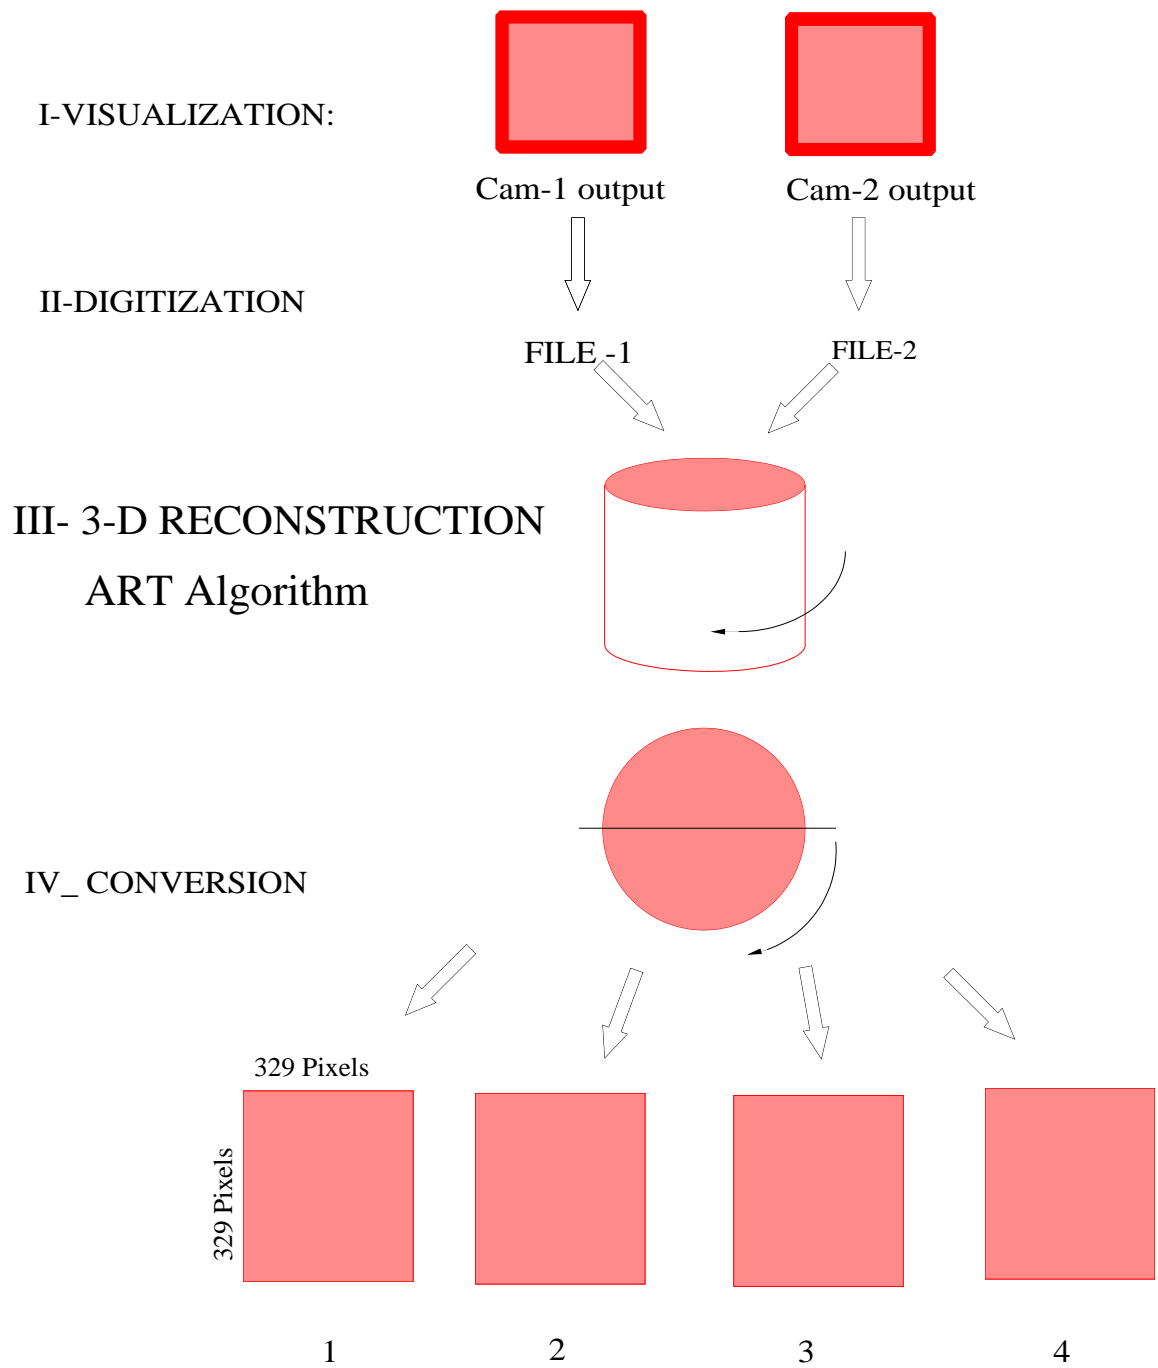 I-VISUALIZATION:
Cam-1 output
Cam-2 output
II-DIGITIZATION
FILE -1
FILE-2
III- 3-D RECONSTRUCTION
ART Algorithm
IV_ CONVERSION
329 Pixels
329 Pixels
1
2
3
4